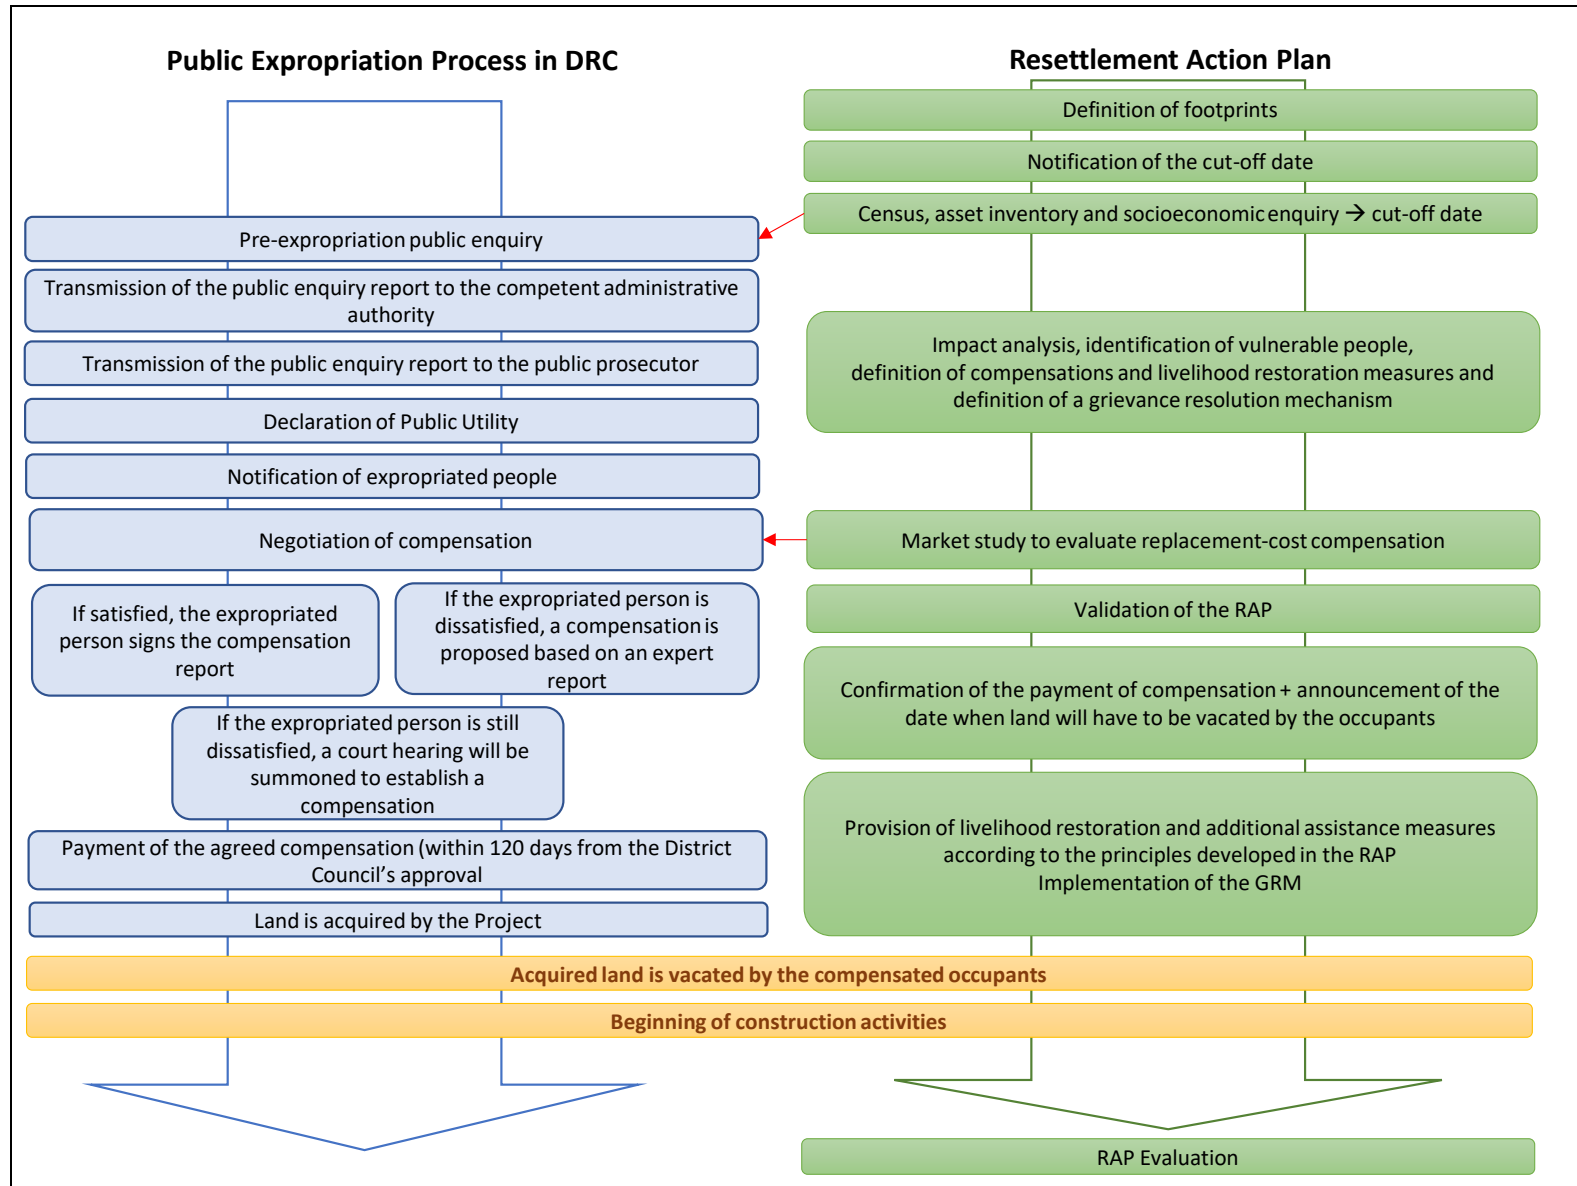 Public Expropriation Process in DRC
Pre-expropriation public enquiry
Transmission of the public enquiry report to the competent administrative
authority
Transmission of the public enquiry report to the public prosecutor
Declaration of Public Utility
Notification of expropriated people
Negotiation of compensation
If satisfied, the expropriated
person signs the compensation
report
If the expropriated person is
dissatisfied, a compensation is
proposed based on an expert
report
If the expropriated person is still
dissatisfied, a court hearing will be
summoned to establish a
compensation
Payment of the agreed compensation (within 120 days from the District
Council’s approval
Land is acquired by the Project
Resettlement Action Plan
Definition of footprints
Notification of the cut-off date
Census, asset inventory and socioeconomic enquiry → cut-off date
Impact analysis, identification of vulnerable people,
definition of compensations and livelihood restoration measures and
definition of a grievance resolution mechanism
Market study to evaluate replacement-cost compensation
Validation of the RAP
Confirmation of the payment of compensation + announcement of the
date when land will have to be vacated by the occupants
Provision of livelihood restoration and additional assistance measures
according to the principles developed in the RAP
Implementation of the GRM
Acquired land is vacated by the compensated occupants
Beginning of construction activities
RAP Evaluation